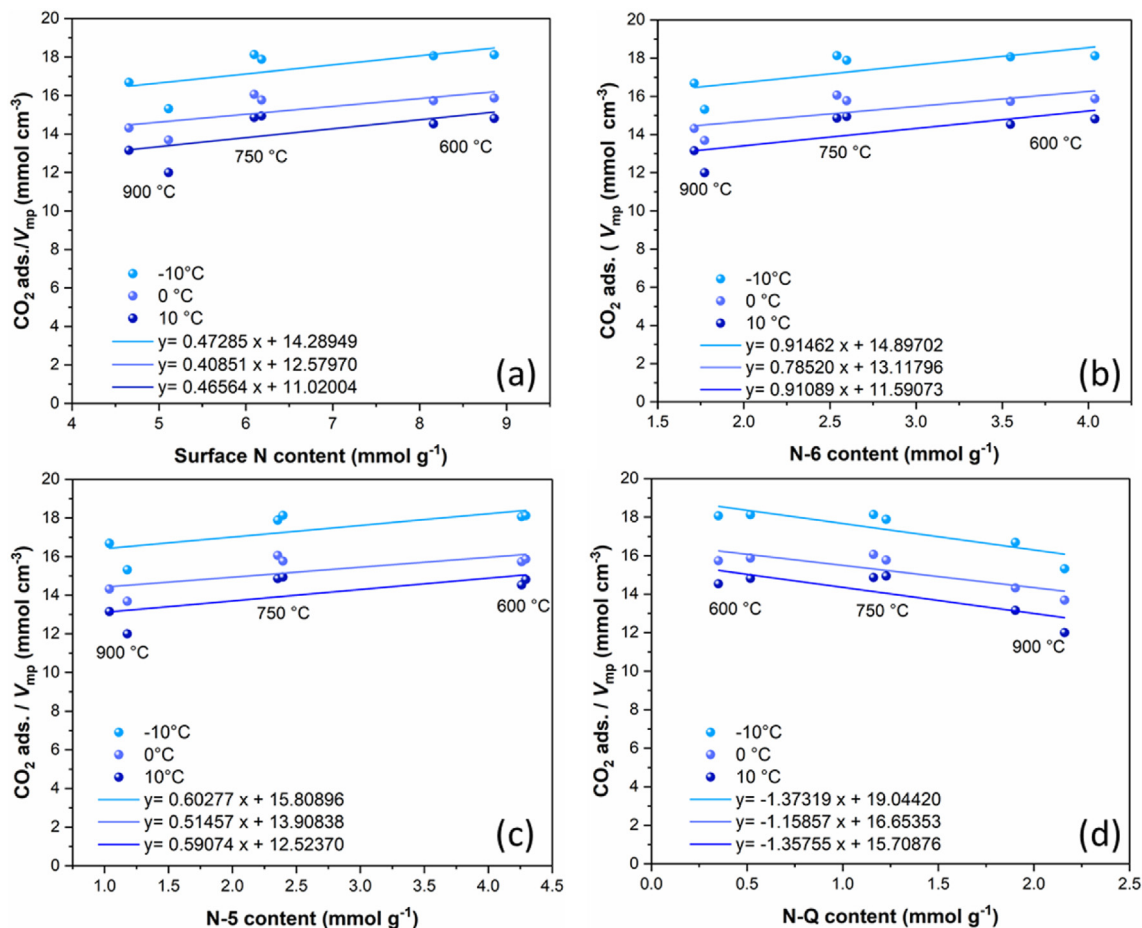 (a)
CO₂ ads./Vmp (mmol cm⁻³)
20
18
16
14
12
10
8
6
4
2
0
900 °C
750 °C
600 °C
-10°C
0 °C
10 °C
y= 0.47285 x + 14.28949
y= 0.40851 x + 12.57970
y= 0.46564 x + 11.02004
4 5 6 7 8 9
Surface N content (mmol g⁻¹)
(b)
CO₂ ads. ( Vmp (mmol cm⁻³)
20
18
16
14
12
10
8
6
4
2
0
900 °C
750 °C
600 °C
-10°C
0 °C
10 °C
y= 0.91462 x + 14.89702
y= 0.78520 x + 13.11796
y= 0.91089 x + 11.59073
1.5 2.0 2.5 3.0 3.5 4.0
N-6 content (mmol g⁻¹)
(c)
CO₂ ads. / Vmp (mmol cm⁻³)
20
18
16
14
12
10
8
6
4
2
0
900 °C
750 °C
600 °C
-10°C
0°C
10°C
y= 0.60277 x + 15.80896
y= 0.51457 x + 13.90838
y= 0.59074 x + 12.52370
1.0 1.5 2.0 2.5 3.0 3.5 4.0 4.5
N-5 content (mmol g⁻¹)
(d)
CO₂ ads. / Vmp (mmol cm⁻³)
20
18
16
14
12
10
8
6
4
2
0
600 °C
750 °C
900 °C
-10°C
0 °C
10 °C
y= -1.37319 x + 19.04420
y= -1.15857 x + 16.65353
y= -1.35755 x + 15.70876
0.0 0.5 1.0 1.5 2.0 2.5
N-Q content (mmol g⁻¹)